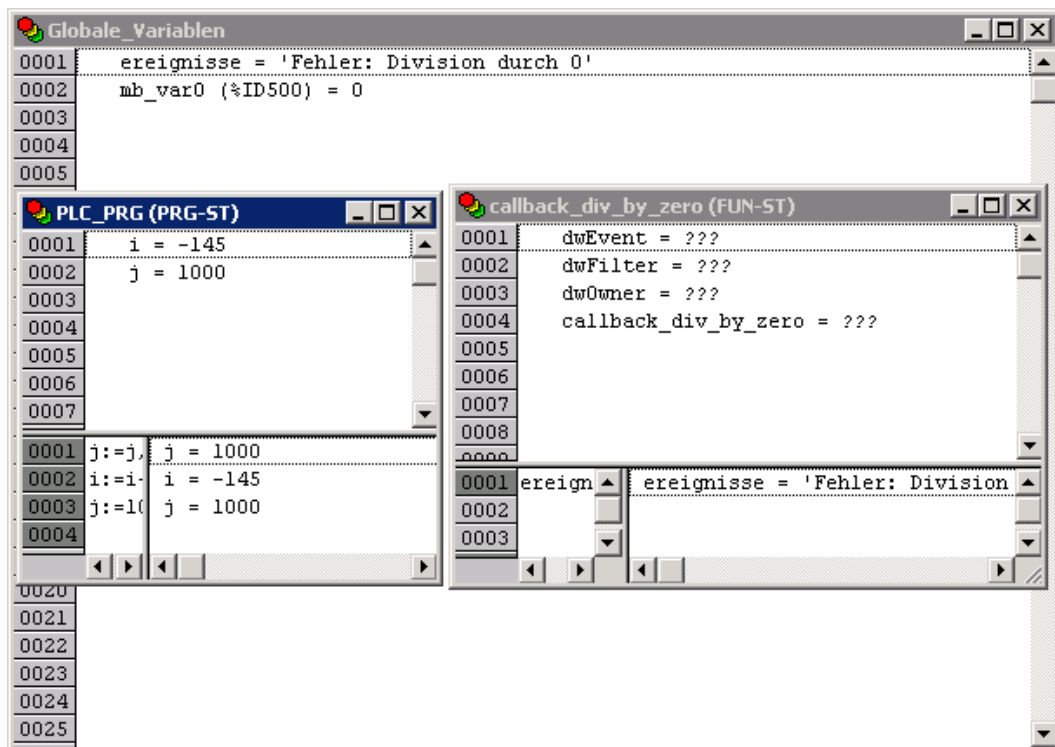 Globale_Variablen
0001 ereignisse = 'Fehler: Division durch 0'
0002 mb_var0 (%ID500) = 0
0003
0004
0005
PLC_PRG (PRG-ST)
0001 i = -145
0002 j = 1000
0003
0004
0005
0006
0007
0001 j:=j, j = 1000
0002 i:=i- i = -145
0003 j:=10 j = 1000
0004
callback_div_by_zero (FUN-ST)
0001 dwEvent = ???
0002 dwFilter = ???
0003 dwOwner = ???
0004 callback_div_by_zero = ???
0005
0006
0007
0008
0001 ereign ereignisse = 'Fehler: Division
0002
0003
0020
0021
0022
0023
0024
0025